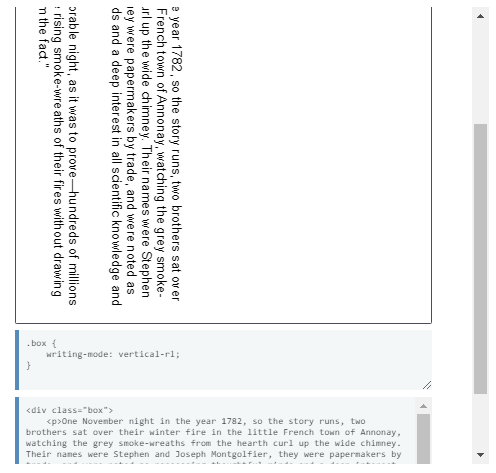 e year 1782, so the story runs, two brothers sat over
French town of Annonay, watching the grey smoke-
url up the wide chimney. Their names were Stephen
ey were papermakers by trade, and were noted as
ds and a deep interest in all scientific knowledge and
orable night, as it was to prove—hundreds of millions
rising smoke-wreaths of their fires without drawing
m the fact."
.box {
    writing-mode: vertical-rl;
}
<div class="box">
    <p>One November night in the year 1782, so the story runs, two
brothers sat over their winter fire in the little French town of Annonay,
watching the grey smoke-wreaths from the hearth curl up the wide chimney.
Their names were Stephen and Joseph Montgolfier, they were papermakers by